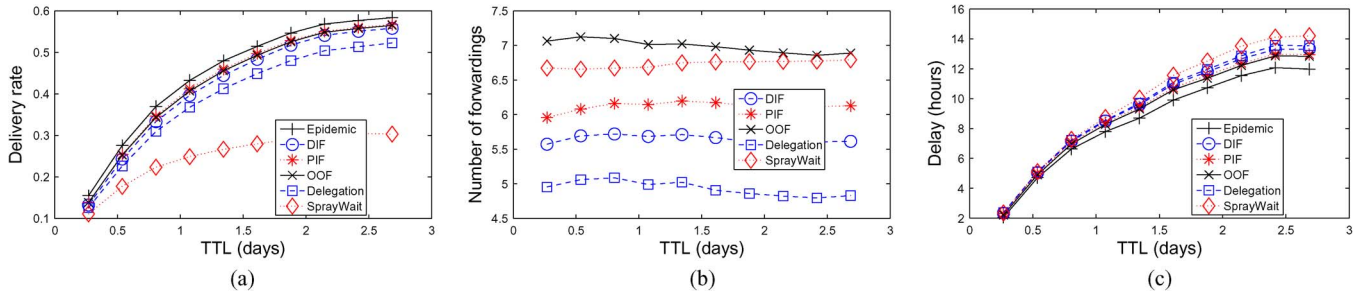 0.6
0.5
0.4
0.3
0.2
0.1
Delivery rate
0 0.5 1 1.5 2 2.5 3
TTL (days)
Epidemic
DIF
PIF
OOF
Delegation
SprayWait
(a)
7.5
7
6.5
6
5.5
5
4.5
Number of forwardings
0 0.5 1 1.5 2 2.5 3
TTL (days)
DIF
PIF
OOF
Delegation
SprayWait
(b)
16
14
12
10
8
6
4
2
Delay (hours)
0 0.5 1 1.5 2 2.5 3
TTL (days)
Epidemic
DIF
PIF
OOF
Delegation
SprayWait
(c)